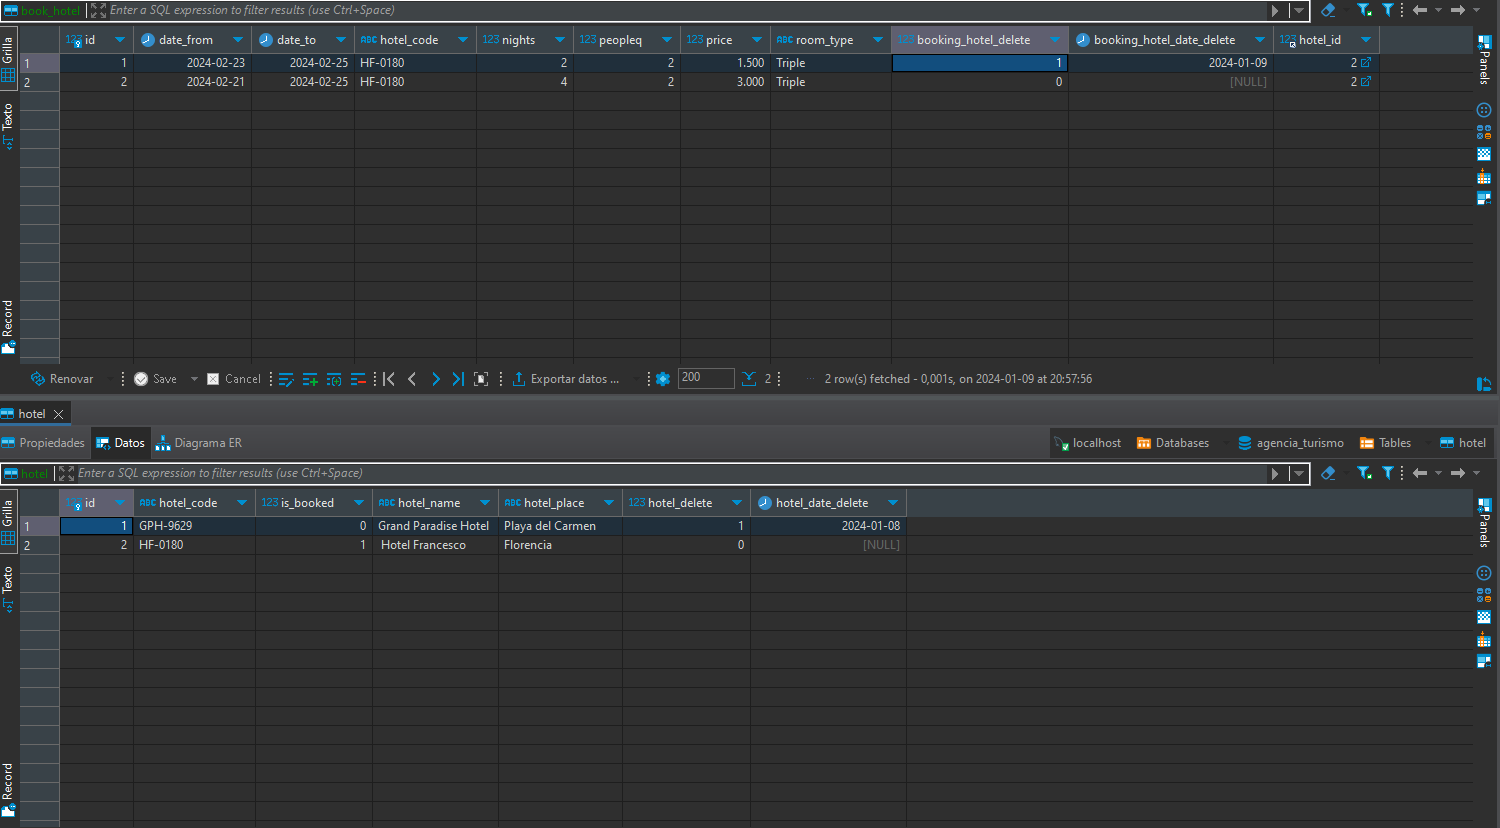 book_hotel Enter a SQL expression to filter results (use Ctrl+Space)
Grilla
123 id date_from date_to ABC hotel_code 123 nights 123 peopleq 123 price ABC room_type 123 booking_hotel_delete booking_hotel_date_delete 123 hotel_id
1 1 2024-02-23 2024-02-25 HF-0180 2 2 1.500 Triple 1 2024-01-09 2
2 2 2024-02-21 2024-02-25 HF-0180 4 2 3.000 Triple 0 [NULL] 2
Panels
Texto
Record
Renovar Save Cancel Exportar datos ... 200 2 2 row(s) fetched - 0,001s, on 2024-01-09 at 20:57:56
hotel
Propiedades Datos Diagrama ER localhost Databases agencia_turismo Tables hotel
hotel Enter a SQL expression to filter results (use Ctrl+Space)
Grilla
123 id ABC hotel_code 123 is_booked ABC hotel_name ABC hotel_place 123 hotel_delete hotel_date_delete
1 1 GPH-9629 0 Grand Paradise Hotel Playa del Carmen 1 2024-01-08
2 2 HF-0180 1 Hotel Francesco Florencia 0 [NULL]
Panels
Texto
Record